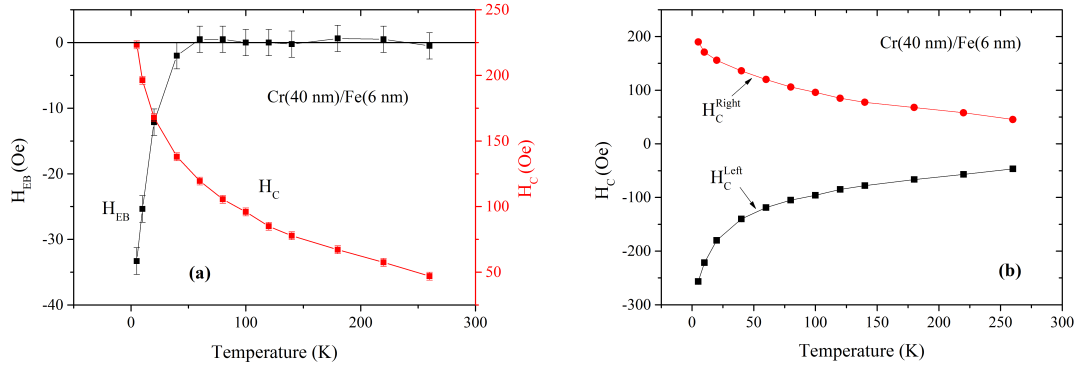 0
-10
-20
-30
-40
H_EB (Oe)
0
50
100
150
200
250
300
Temperature (K)
250
225
200
175
150
125
100
75
50
25
H_C (Oe)
Cr(40 nm)/Fe(6 nm)
H_EB
H_C
(a)
300
200
100
0
-100
-200
-300
H_C (Oe)
0
50
100
150
200
250
300
Temperature (K)
Cr(40 nm)/Fe(6 nm)
H_C^Right
H_C^Left
(b)